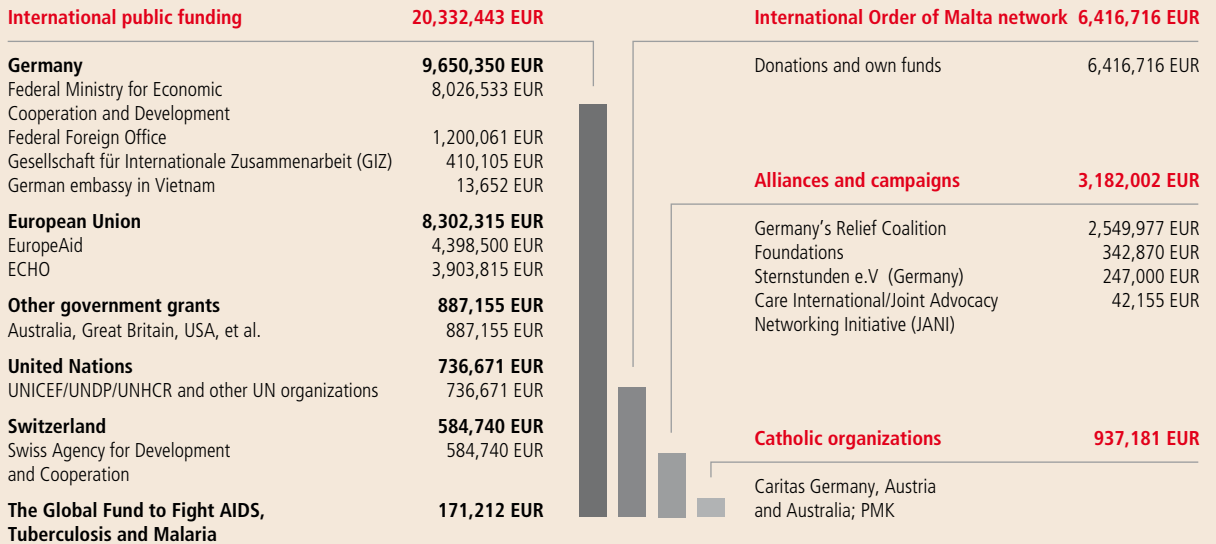 International public funding 20,332,443 EUR
Germany 9,650,350 EUR
Federal Ministry for Economic 8,026,533 EUR
Cooperation and Development
Federal Foreign Office 1,200,061 EUR
Gesellschaft für Internationale Zusammenarbeit (GIZ) 410,105 EUR
German embassy in Vietnam 13,652 EUR
European Union 8,302,315 EUR
EuropeAid 4,398,500 EUR
ECHO 3,903,815 EUR
Other government grants 887,155 EUR
Australia, Great Britain, USA, et al. 887,155 EUR
United Nations 736,671 EUR
UNICEF/UNDP/UNHCR and other UN organizations 736,671 EUR
Switzerland 584,740 EUR
Swiss Agency for Development 584,740 EUR
and Cooperation
The Global Fund to Fight AIDS, 171,212 EUR
Tuberculosis and Malaria
International Order of Malta network 6,416,716 EUR
Donations and own funds 6,416,716 EUR
Alliances and campaigns 3,182,002 EUR
Germany's Relief Coalition 2,549,977 EUR
Foundations 342,870 EUR
Sternstunden e.V (Germany) 247,000 EUR
Care International/Joint Advocacy 42,155 EUR
Networking Initiative (JANI)
Catholic organizations 937,181 EUR
Caritas Germany, Austria
and Australia; PMK